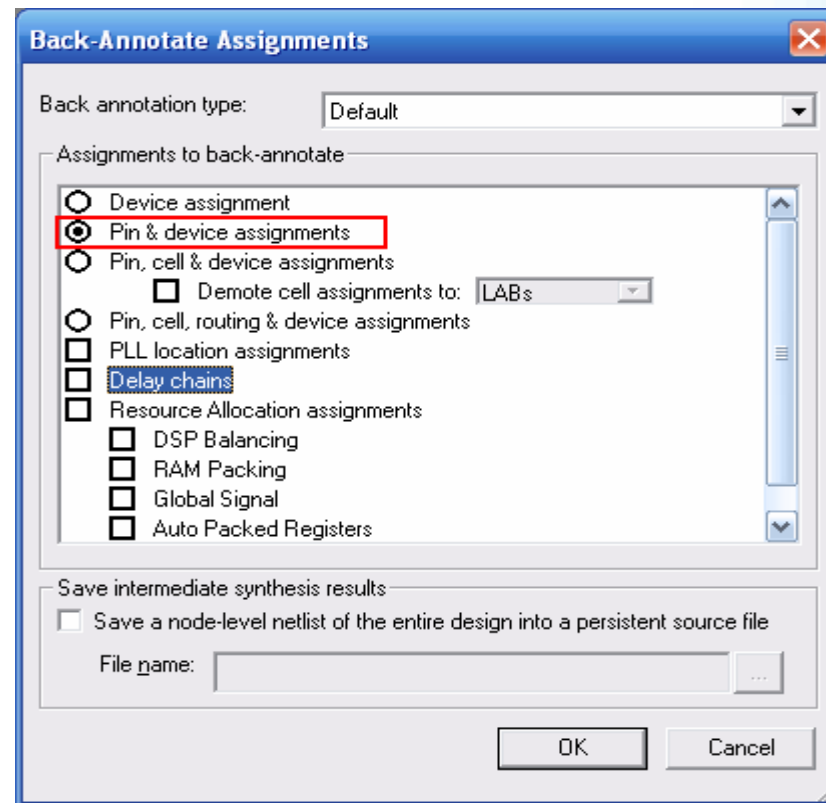 Back-Annotate Assignments
Back annotation type: Default
Assignments to back-annotate
Device assignment
Pin & device assignments
Pin, cell & device assignments
Demote cell assignments to: LABs
Pin, cell, routing & device assignments
PLL location assignments
Delay chains
Resource Allocation assignments
DSP Balancing
RAM Packing
Global Signal
Auto Packed Registers
Save intermediate synthesis results
Save a node-level netlist of the entire design into a persistent source file
File name: ...
OK Cancel